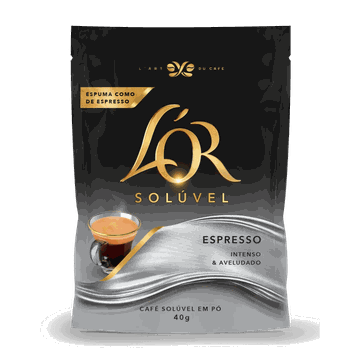 L'ART DU CAFÉ
ESPUMA COMO
DE ESPRESSO
L'OR
SOLÚVEL
ESPRESSO
INTENSO
& AVELUDADO
CAFÉ SOLÚVEL EM PÓ
40g